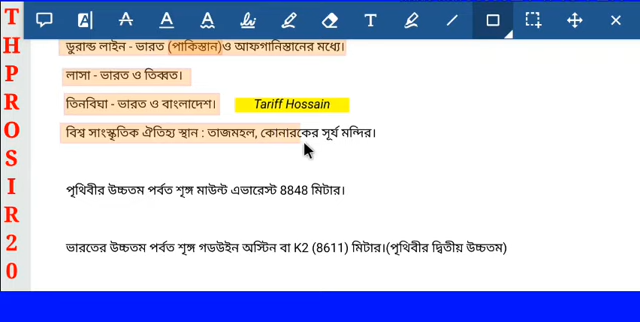 THPROSIR20
ডুরান্ড লাইন - ভারত (পাকিস্তান)ও আফগানিস্তানের মধ্যে।
লাসা - ভারত ও তিব্বত।
তিনবিঘা - ভারত ও বাংলাদেশ। Tariff Hossain
বিশ্ব সাংস্কৃতিক ঐতিহ্য স্থান : তাজমহল, কোনারকের সূর্য মন্দির।
পৃথিবীর উচ্চতম পর্বত শৃঙ্গ মাউন্ট এভারেস্ট 8848 মিটার।
ভারতের উচ্চতম পর্বত শৃঙ্গ গডউইন অস্টিন বা K2 (8611) মিটার।(পৃথিবীর দ্বিতীয় উচ্চতম)